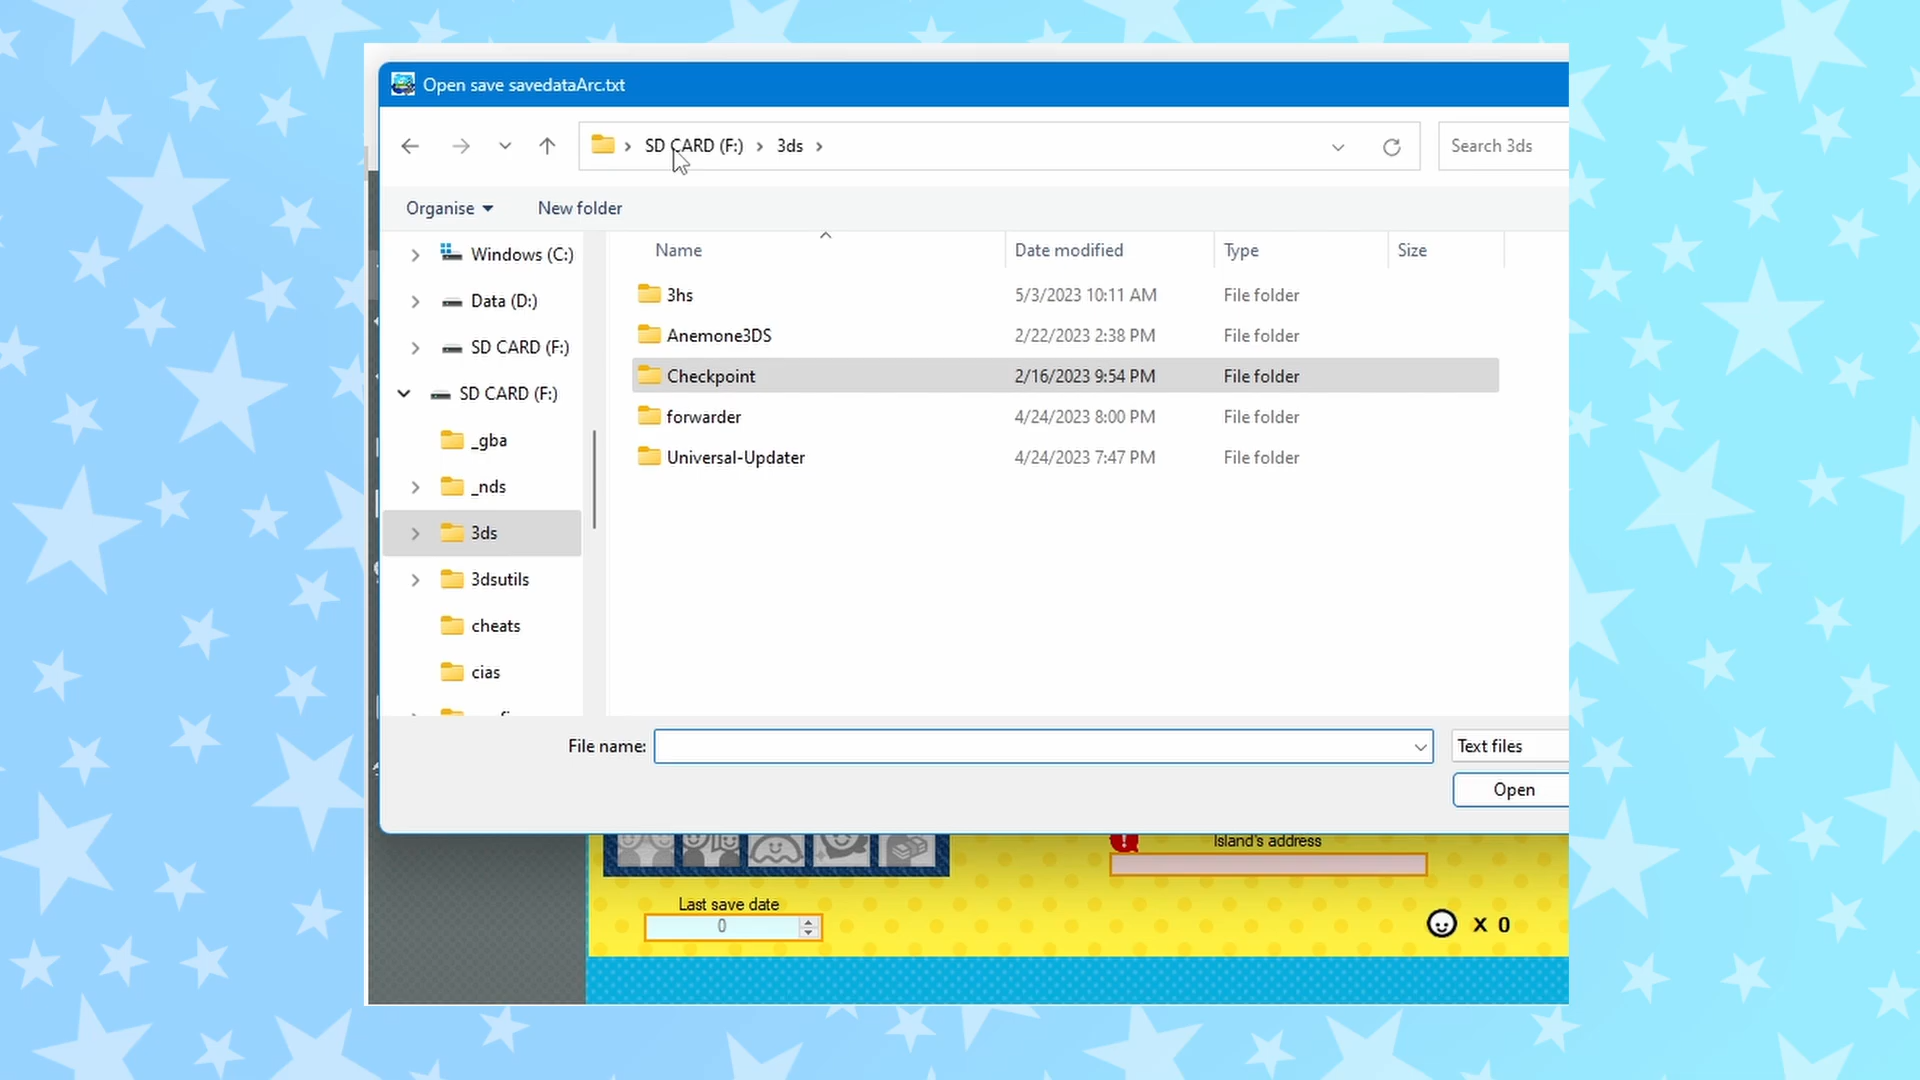 Open save savedataArc.txt
SD CARD (F:) > 3ds >
Search 3ds
Organise
New folder
Windows (C:)
Data (D:)
SD CARD (F:)
SD CARD (F:)
_gba
_nds
3ds
3dsutils
cheats
cias
Name Date modified Type Size
3hs 5/3/2023 10:11 AM File folder
Anemone3DS 2/22/2023 2:38 PM File folder
Checkpoint 2/16/2023 9:54 PM File folder
forwarder 4/24/2023 8:00 PM File folder
Universal-Updater 4/24/2023 7:47 PM File folder
File name:
Text files
Open
Island's address
Last save date
0
X 0